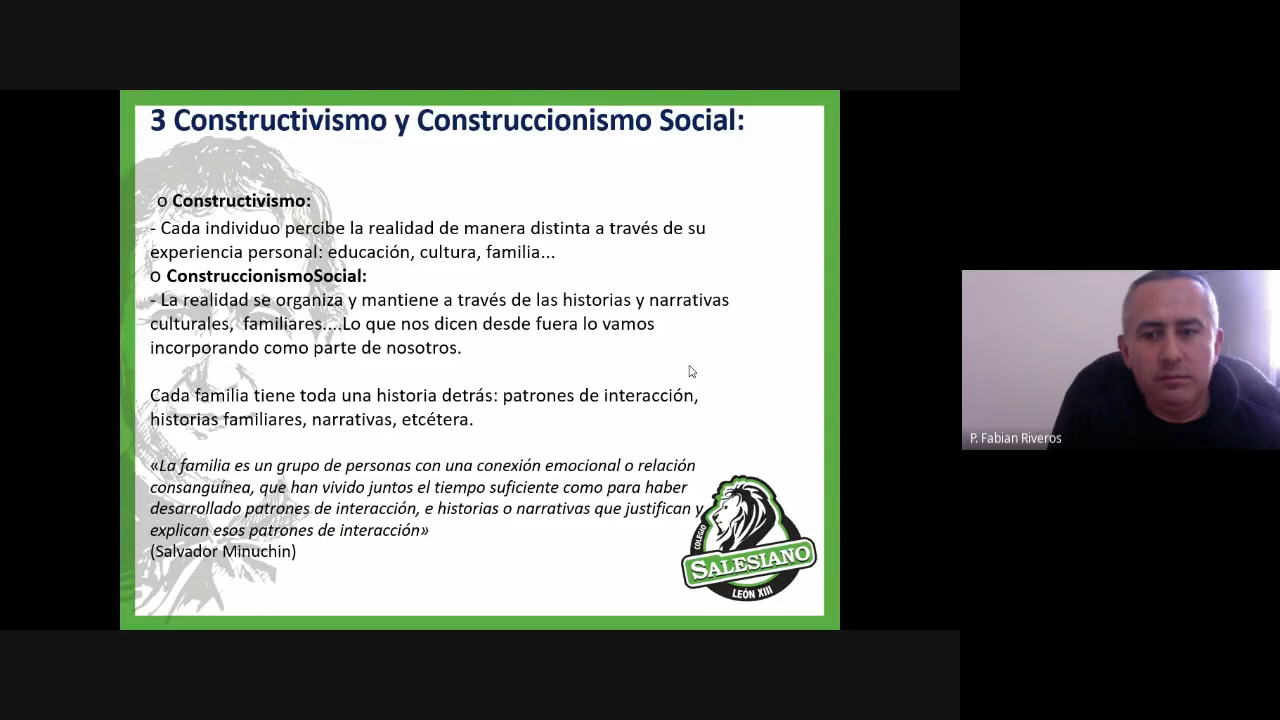 3 Constructivismo y Construccionismo Social:
o Constructivismo:
- Cada individuo percibe la realidad de manera distinta a través de su
experiencia personal: educación, cultura, familia...
o ConstruccionismoSocial:
- La realidad se organiza y mantiene a través de las historias y narrativas
culturales, familiares....Lo que nos dicen desde fuera lo vamos
incorporando como parte de nosotros.
Cada familia tiene toda una historia detrás: patrones de interacción,
historias familiares, narrativas, etcétera.
«La familia es un grupo de personas con una conexión emocional o relación
consanguínea, que han vivido juntos el tiempo suficiente como para haber
desarrollado patrones de interacción, e historias o narrativas que justifican y
explican esos patrones de interacción»
(Salvador Minuchin)
COLEGIO
SALESIANO
LEÓN XIII
P. Fabian Riveros